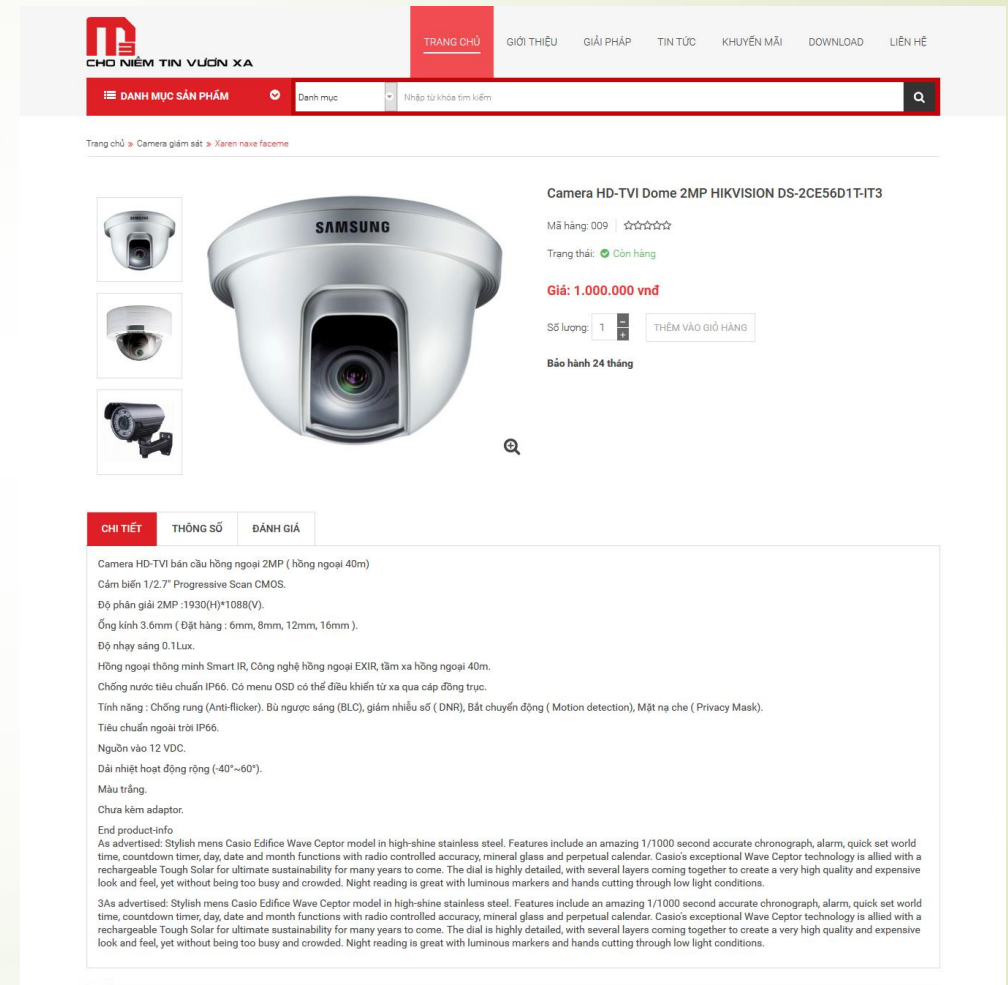 M3
CHO NIỀM TIN VƯƠN XA
TRANG CHỦ GIỚI THIỆU GIẢI PHÁP TIN TỨC KHUYẾN MÃI DOWNLOAD LIÊN HỆ
DANH MỤC SẢN PHẨM Danh mục Nhập từ khóa tìm kiếm
Trang chủ » Camera giám sát » Xaren naxe faceme
SAMSUNG
SAMSUNG
Camera HD-TVI Dome 2MP HIKVISION DS-2CE56D1T-IT3
Mã hàng: 009
Trạng thái: Còn hàng
Giá: 1.000.000 vnđ
Số lượng: 1 - + THÊM VÀO GIỎ HÀNG
Bảo hành 24 tháng
CHI TIẾT THÔNG SỐ ĐÁNH GIÁ
Camera HD-TVI bán cầu hồng ngoại 2MP ( hồng ngoại 40m)
Cảm biến 1/2.7" Progressive Scan CMOS.
Độ phân giải 2MP :1930(H)*1088(V).
Ống kính 3.6mm ( Đặt hàng : 6mm, 8mm, 12mm, 16mm ).
Độ nhạy sáng 0.1Lux.
Hồng ngoại thông minh Smart IR, Công nghệ hồng ngoại EXIR, tầm xa hồng ngoại 40m.
Chống nước tiêu chuẩn IP66. Có menu OSD có thể điều khiển từ xa qua cáp đồng trục.
Tính năng : Chống rung (Anti-flicker). Bù ngược sáng (BLC), giảm nhiễu số ( DNR), Bắt chuyển động ( Motion detection), Mặt nạ che ( Privacy Mask).
Tiêu chuẩn ngoài trời IP66.
Nguồn vào 12 VDC.
Dải nhiệt hoạt động rộng (-40°~60°).
Màu trắng.
Chưa kèm adaptor.
End product-info
As advertised: Stylish mens Casio Edifice Wave Ceptor model in high-shine stainless steel. Features include an amazing 1/1000 second accurate chronograph, alarm, quick set world
time, countdown timer, day, date and month functions with radio controlled accuracy, mineral glass and perpetual calendar. Casio's exceptional Wave Ceptor technology is allied with a
rechargeable Tough Solar for ultimate sustainability for many years to come. The dial is highly detailed, with several layers coming together to create a very high quality and expensive
look and feel, yet without being too busy and crowded. Night reading is great with luminous markers and hands cutting through low light conditions.
3As advertised: Stylish mens Casio Edifice Wave Ceptor model in high-shine stainless steel. Features include an amazing 1/1000 second accurate chronograph, alarm, quick set world
time, countdown timer, day, date and month functions with radio controlled accuracy, mineral glass and perpetual calendar. Casio's exceptional Wave Ceptor technology is allied with a
rechargeable Tough Solar for ultimate sustainability for many years to come. The dial is highly detailed, with several layers coming together to create a very high quality and expensive
look and feel, yet without being too busy and crowded. Night reading is great with luminous markers and hands cutting through low light conditions.